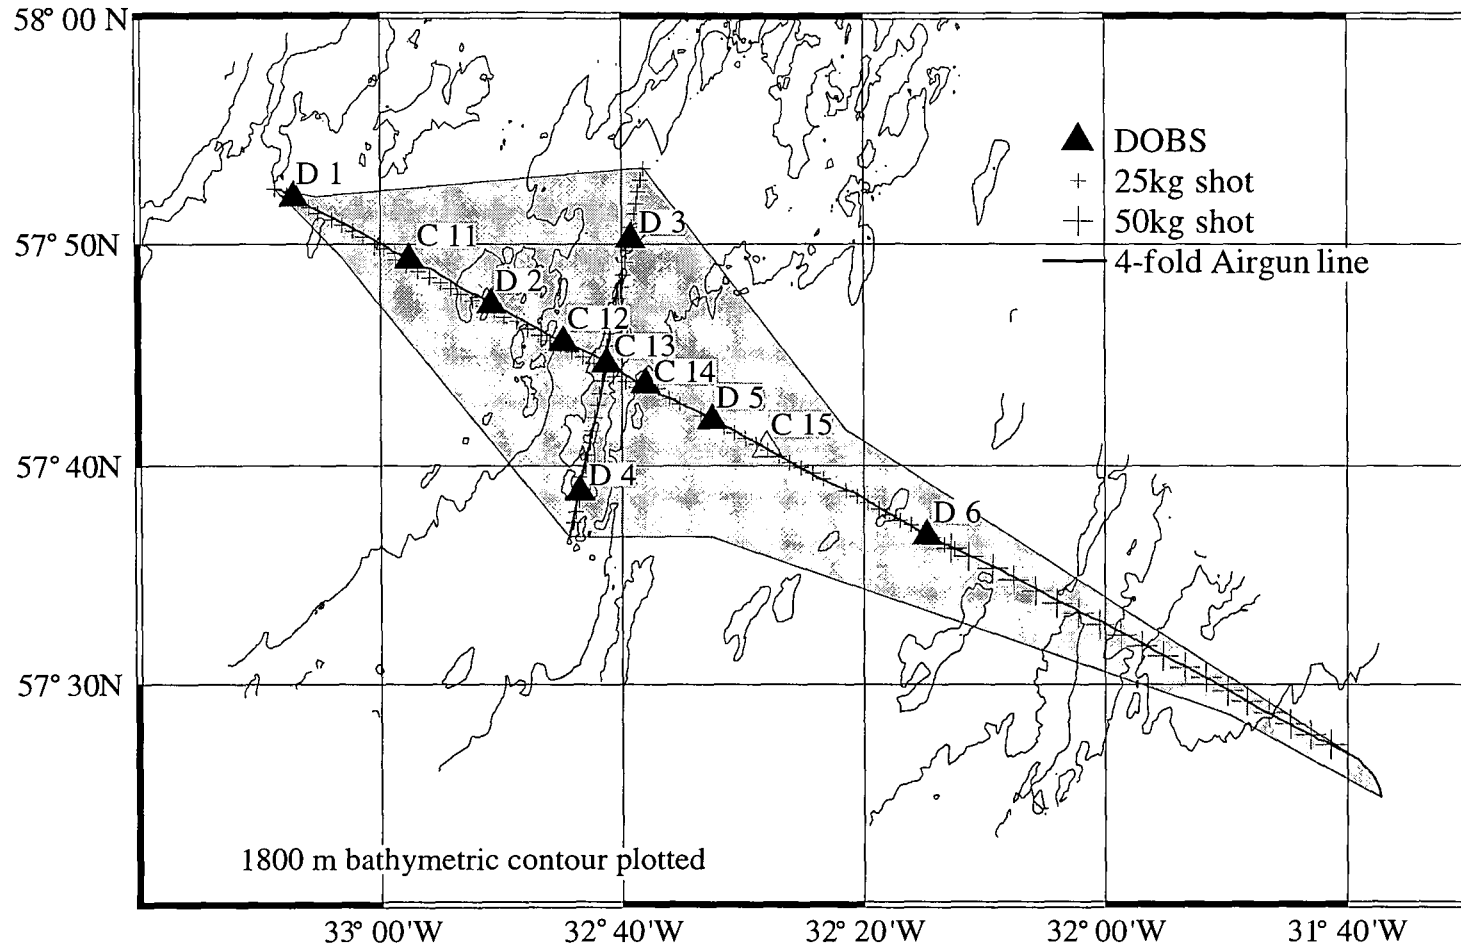 58° 00 N
DOBS
25kg shot
50kg shot
4-fold Airgun line
D 1
D 3
57° 50N
C 11
D 2
C 12
C 13
C 14
D 5
C 15
57° 40N
D 4
D 6
57° 30N
1800 m bathymetric contour plotted
33° 00 'W
32° 40'W
32° 20'W
32° 00'W
31° 40'W